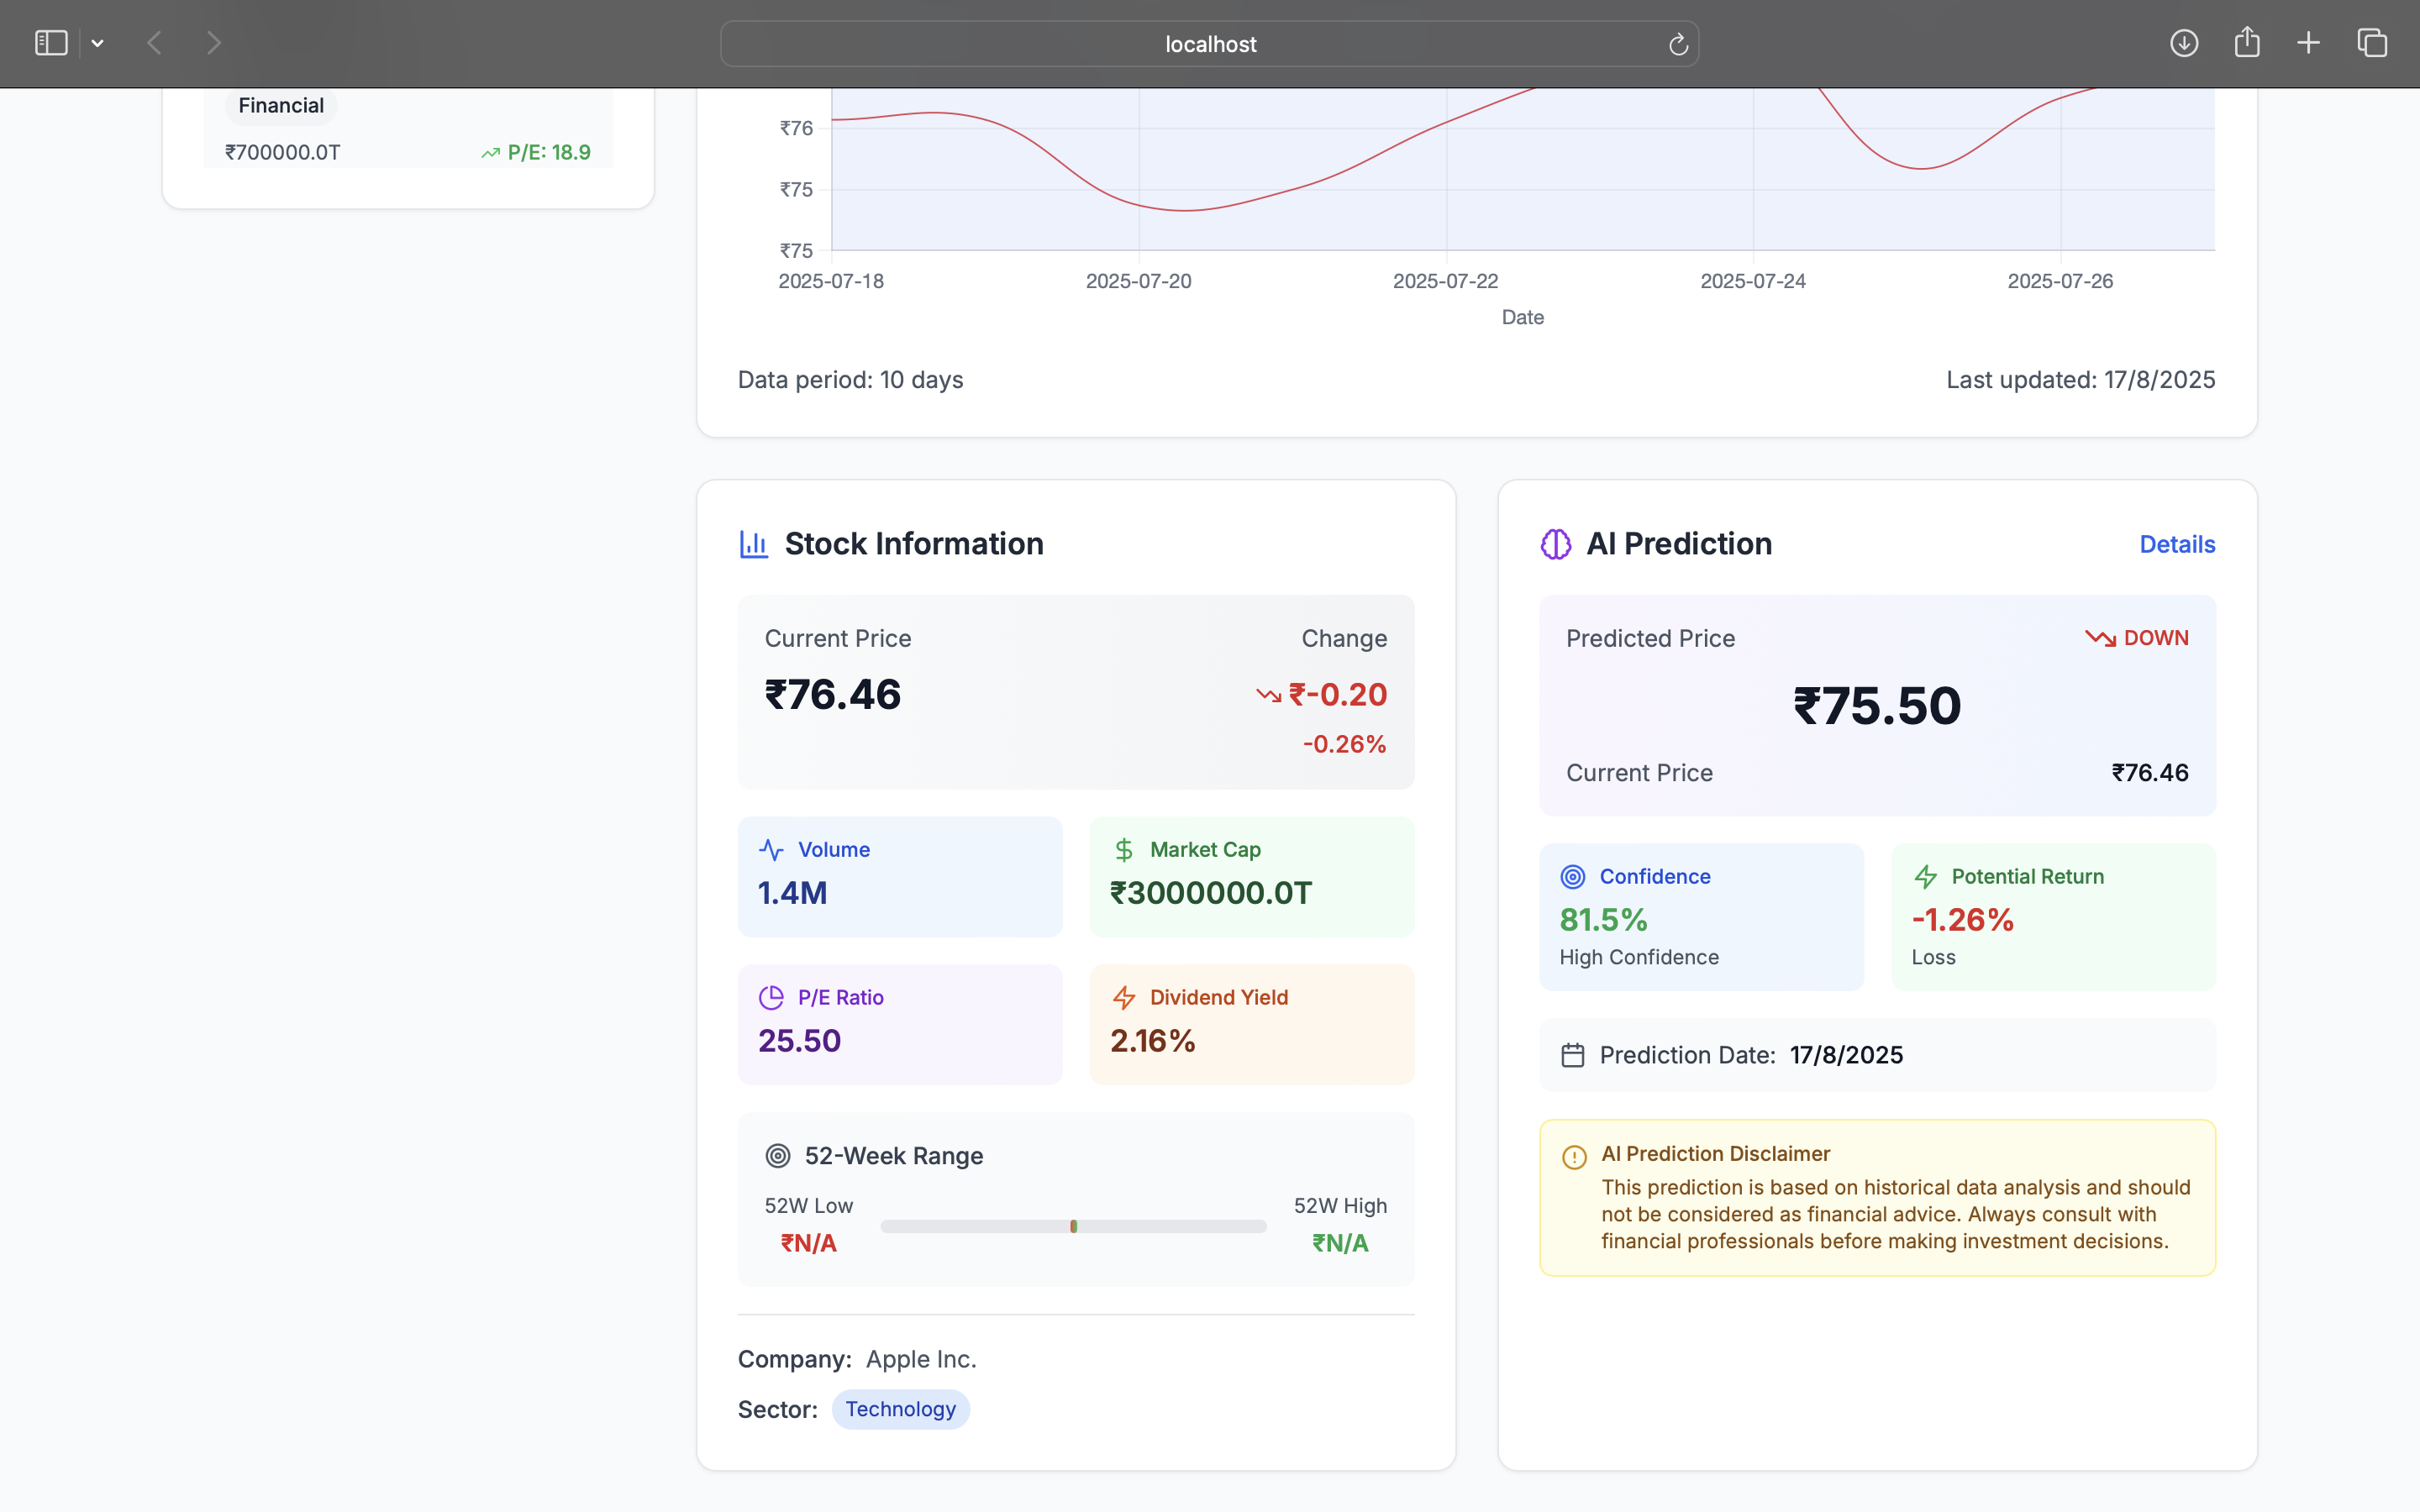 localhost
Financial
₹700000.0T
P/E: 18.9
₹76
₹75
₹75
2025-07-18
2025-07-20
2025-07-22
2025-07-24
2025-07-26
Date
Data period: 10 days
Last updated: 17/8/2025
Stock Information
Current Price
Change
₹76.46
₹-0.20
-0.26%
Volume
1.4M
Market Cap
₹3000000.0T
P/E Ratio
25.50
Dividend Yield
2.16%
52-Week Range
52W Low
52W High
₹N/A
₹N/A
Company: Apple Inc.
Sector: Technology
AI Prediction
Details
Predicted Price
DOWN
₹75.50
Current Price
₹76.46
Confidence
81.5%
High Confidence
Potential Return
-1.26%
Loss
Prediction Date: 17/8/2025
AI Prediction Disclaimer
This prediction is based on historical data analysis and should
not be considered as financial advice. Always consult with
financial professionals before making investment decisions.